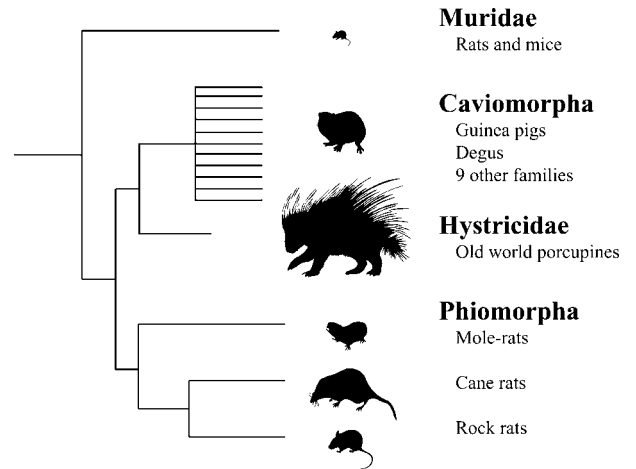 Muridae
Rats and mice
Caviomorpha
Guinea pigs
Degus
9 other families
Hystricidae
Old world porcupines
Phiomorpha
Mole-rats
Cane rats
Rock rats